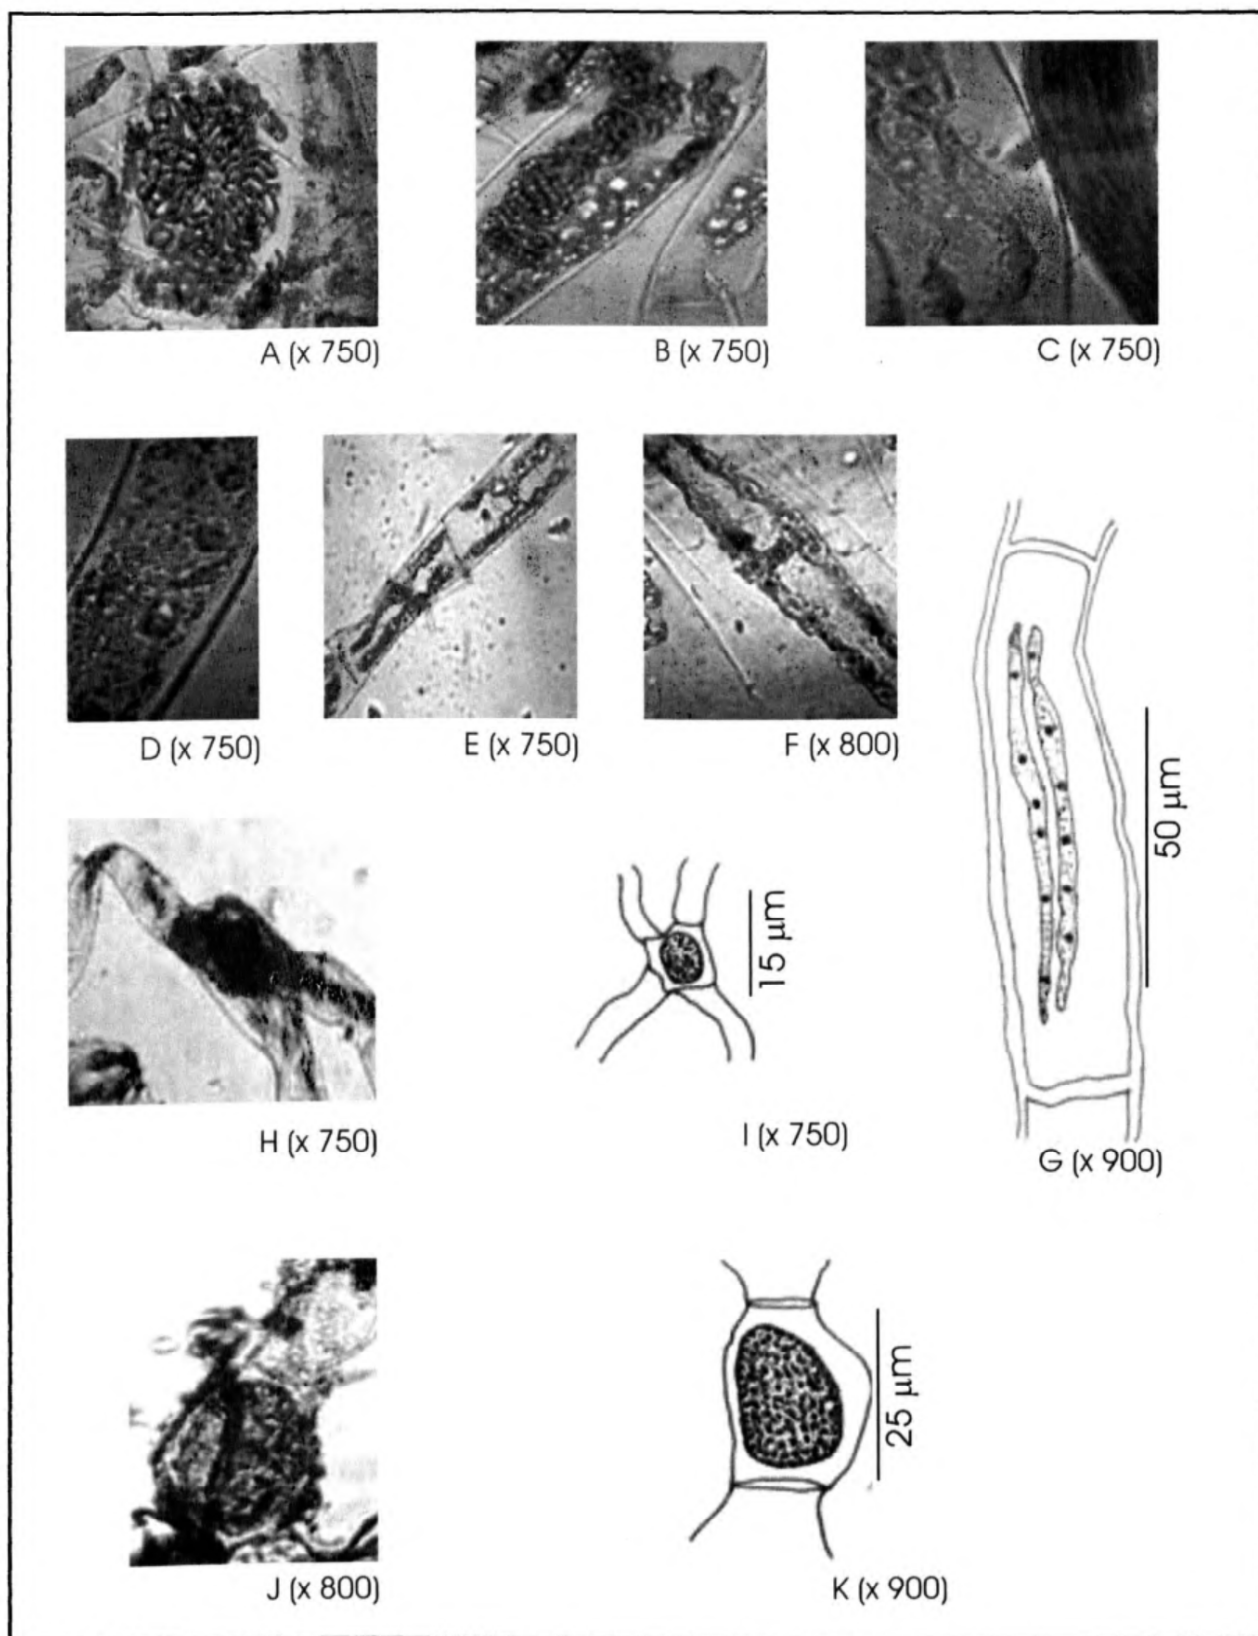 A (x 750)
B (x 750)
C (x 750)
D (x 750)
E (x 750)
F (x 800)
50 μm
G (x 900)
H (x 750)
15 μm
I (x 750)
J (x 800)
25 μm
K (x 900)